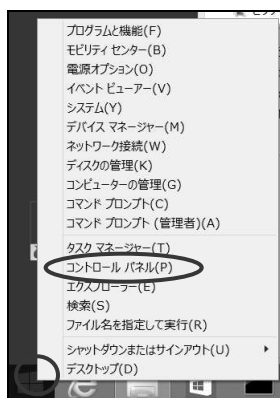 プログラムと機能(F)
モビリティ センター(B)
電源オプション(O)
イベント ビューアー(V)
システム(Y)
デバイス マネージャー(M)
ネットワーク接続(W)
ディスクの管理(K)
コンピューターの管理(G)
コマンド プロンプト(C)
コマンド プロンプト (管理者)(A)
タスク マネージャー(T)
コントロール パネル(P)
エクスプローラー(E)
検索(S)
ファイル名を指定して実行(R)
シャットダウンまたはサインアウト(U)
デスクトップ(D)